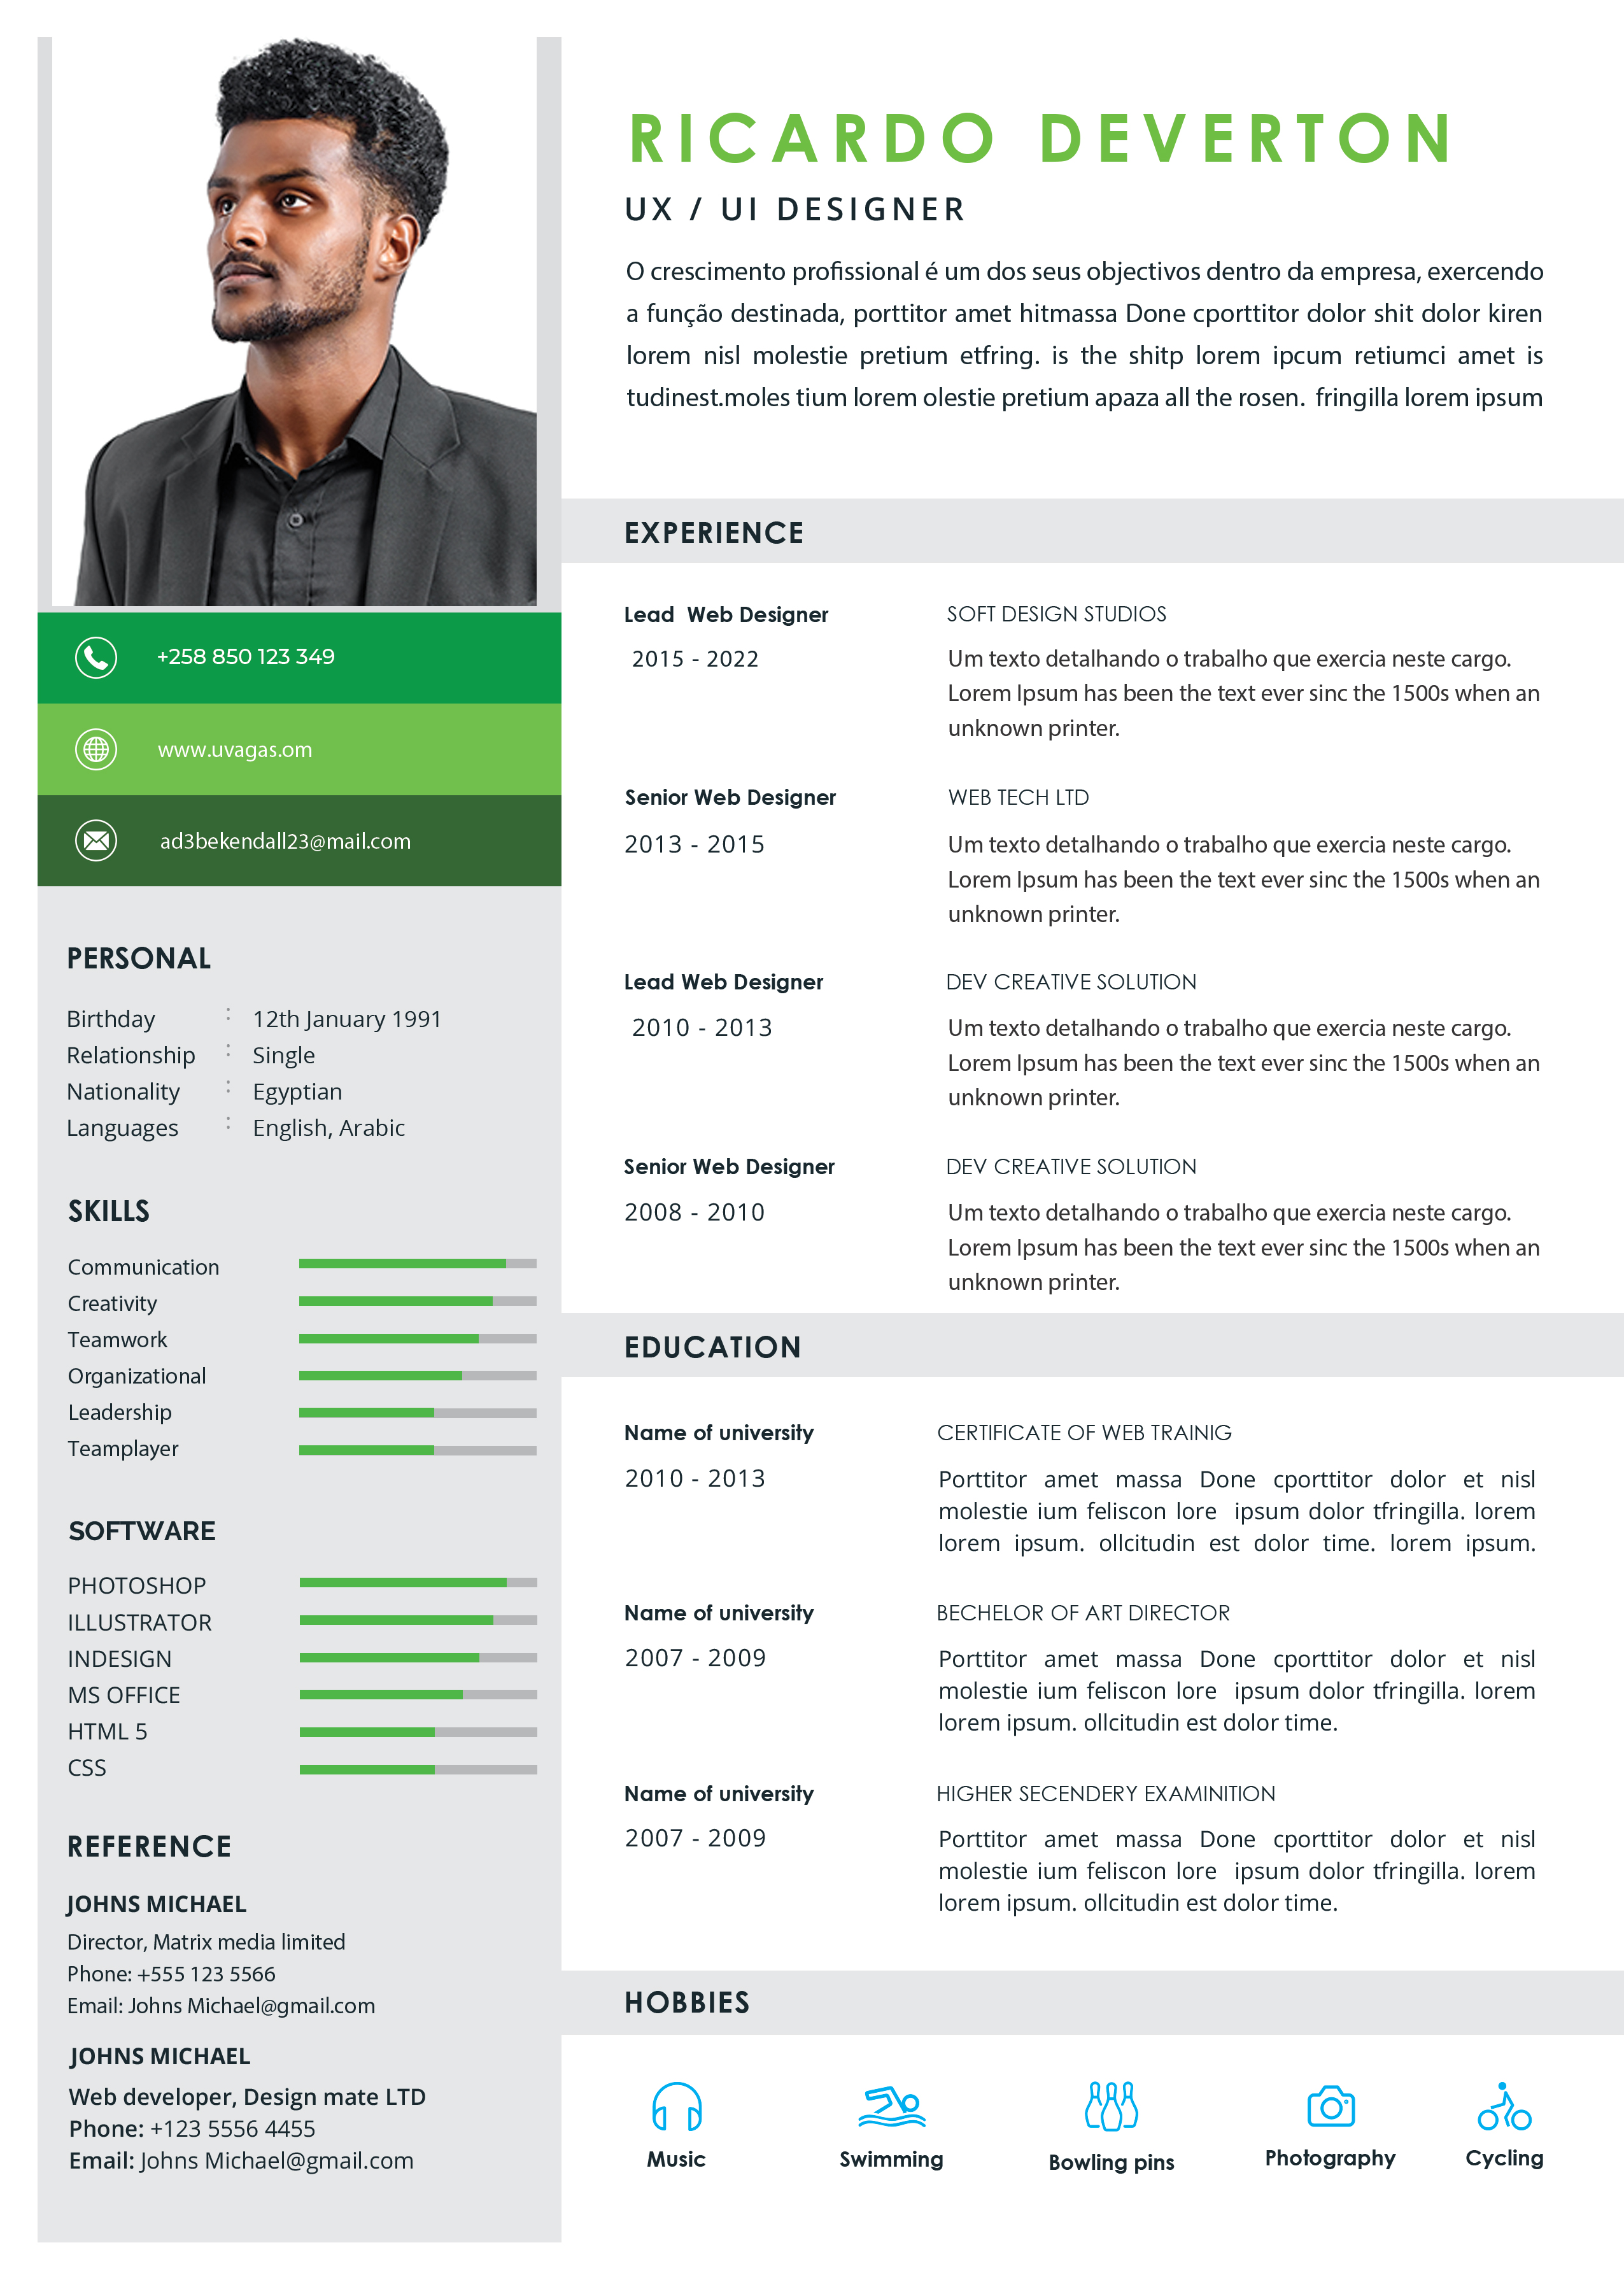 RICARDO DEVERTON
UX / UI DESIGNER
O crescimento profissional é um dos seus objectivos dentro da empresa, exercendo
a função destinada, porttitor amet hitmassa Done cporttitor dolor shit dolor kiren
lorem nisl molestie pretium etfring. is the shitp lorem ipcum retiumci amet is
tudinest.moles tium lorem olestie pretium apaza all the rosen. fringilla lorem ipsum
+258 850 123 349
www.uvagas.om
ad3bekendall23@mail.com
PERSONAL
Birthday : 12th January 1991
Relationship : Single
Nationality : Egyptian
Languages : English, Arabic
SKILLS
Communication
Creativity
Teamwork
Organizational
Leadership
Teamplayer
SOFTWARE
PHOTOSHOP
ILLUSTRATOR
INDESIGN
MS OFFICE
HTML 5
CSS
REFERENCE
JOHNS MICHAEL
Director, Matrix media limited
Phone: +555 123 5566
Email: Johns Michael@gmail.com
JOHNS MICHAEL
Web developer, Design mate LTD
Phone: +123 5556 4455
Email: Johns Michael@gmail.com
EXPERIENCE
Lead Web Designer
2015 - 2022
SOFT DESIGN STUDIOS
Um texto detalhando o trabalho que exercia neste cargo.
Lorem Ipsum has been the text ever sinc the 1500s when an
unknown printer.
Senior Web Designer
2013 - 2015
WEB TECH LTD
Um texto detalhando o trabalho que exercia neste cargo.
Lorem Ipsum has been the text ever sinc the 1500s when an
unknown printer.
Lead Web Designer
2010 - 2013
DEV CREATIVE SOLUTION
Um texto detalhando o trabalho que exercia neste cargo.
Lorem Ipsum has been the text ever sinc the 1500s when an
unknown printer.
Senior Web Designer
2008 - 2010
DEV CREATIVE SOLUTION
Um texto detalhando o trabalho que exercia neste cargo.
Lorem Ipsum has been the text ever sinc the 1500s when an
unknown printer.
EDUCATION
Name of university
2010 - 2013
CERTIFICATE OF WEB TRAINIG
Porttitor amet massa Done cporttitor dolor et nisl
molestie ium feliscon lore ipsum dolor tfringilla. lorem
lorem ipsum. ollcitudin est dolor time. lorem ipsum.
Name of university
2007 - 2009
BECHELOR OF ART DIRECTOR
Porttitor amet massa Done cporttitor dolor et nisl
molestie ium feliscon lore ipsum dolor tfringilla. lorem
lorem ipsum. ollcitudin est dolor time.
Name of university
2007 - 2009
HIGHER SECENDERY EXAMINITION
Porttitor amet massa Done cporttitor dolor et nisl
molestie ium feliscon lore ipsum dolor tfringilla. lorem
lorem ipsum. ollcitudin est dolor time.
HOBBIES
Music
Swimming
Bowling pins
Photography
Cycling